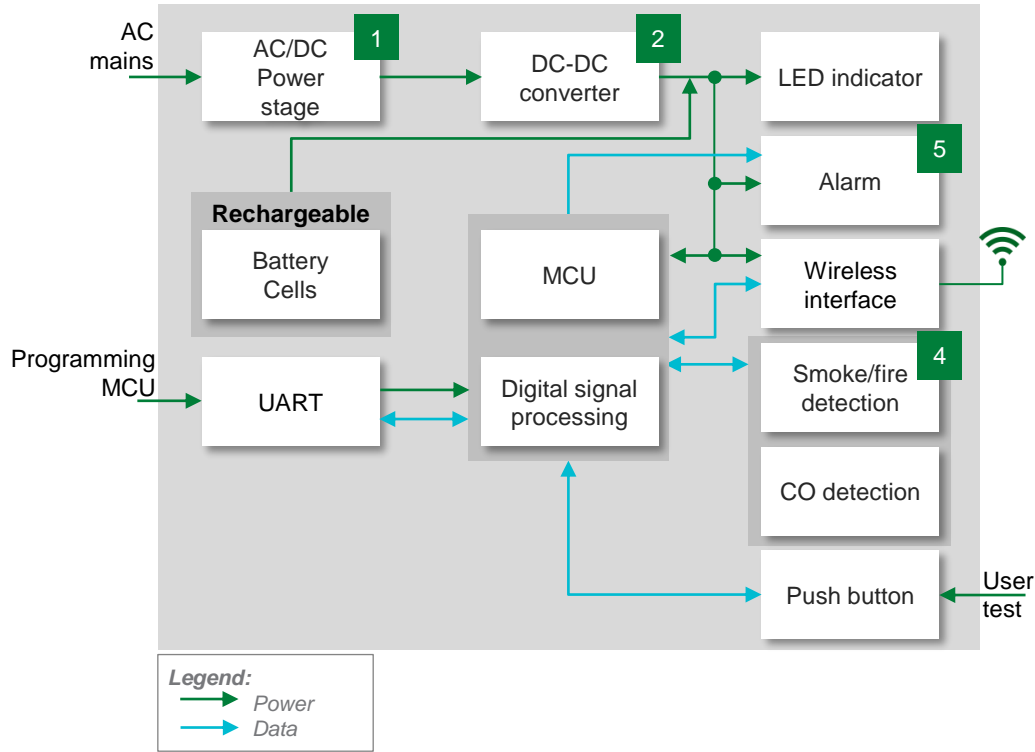 AC
mains
AC/DC
Power
stage
1
DC-DC
converter
2
LED indicator
Alarm
5
Rechargeable
Battery
Cells
MCU
Wireless
interface
Programming
MCU
UART
Digital signal
processing
Smoke/fire
detection
4
CO detection
Push button
User
test
Legend:
Power
Data